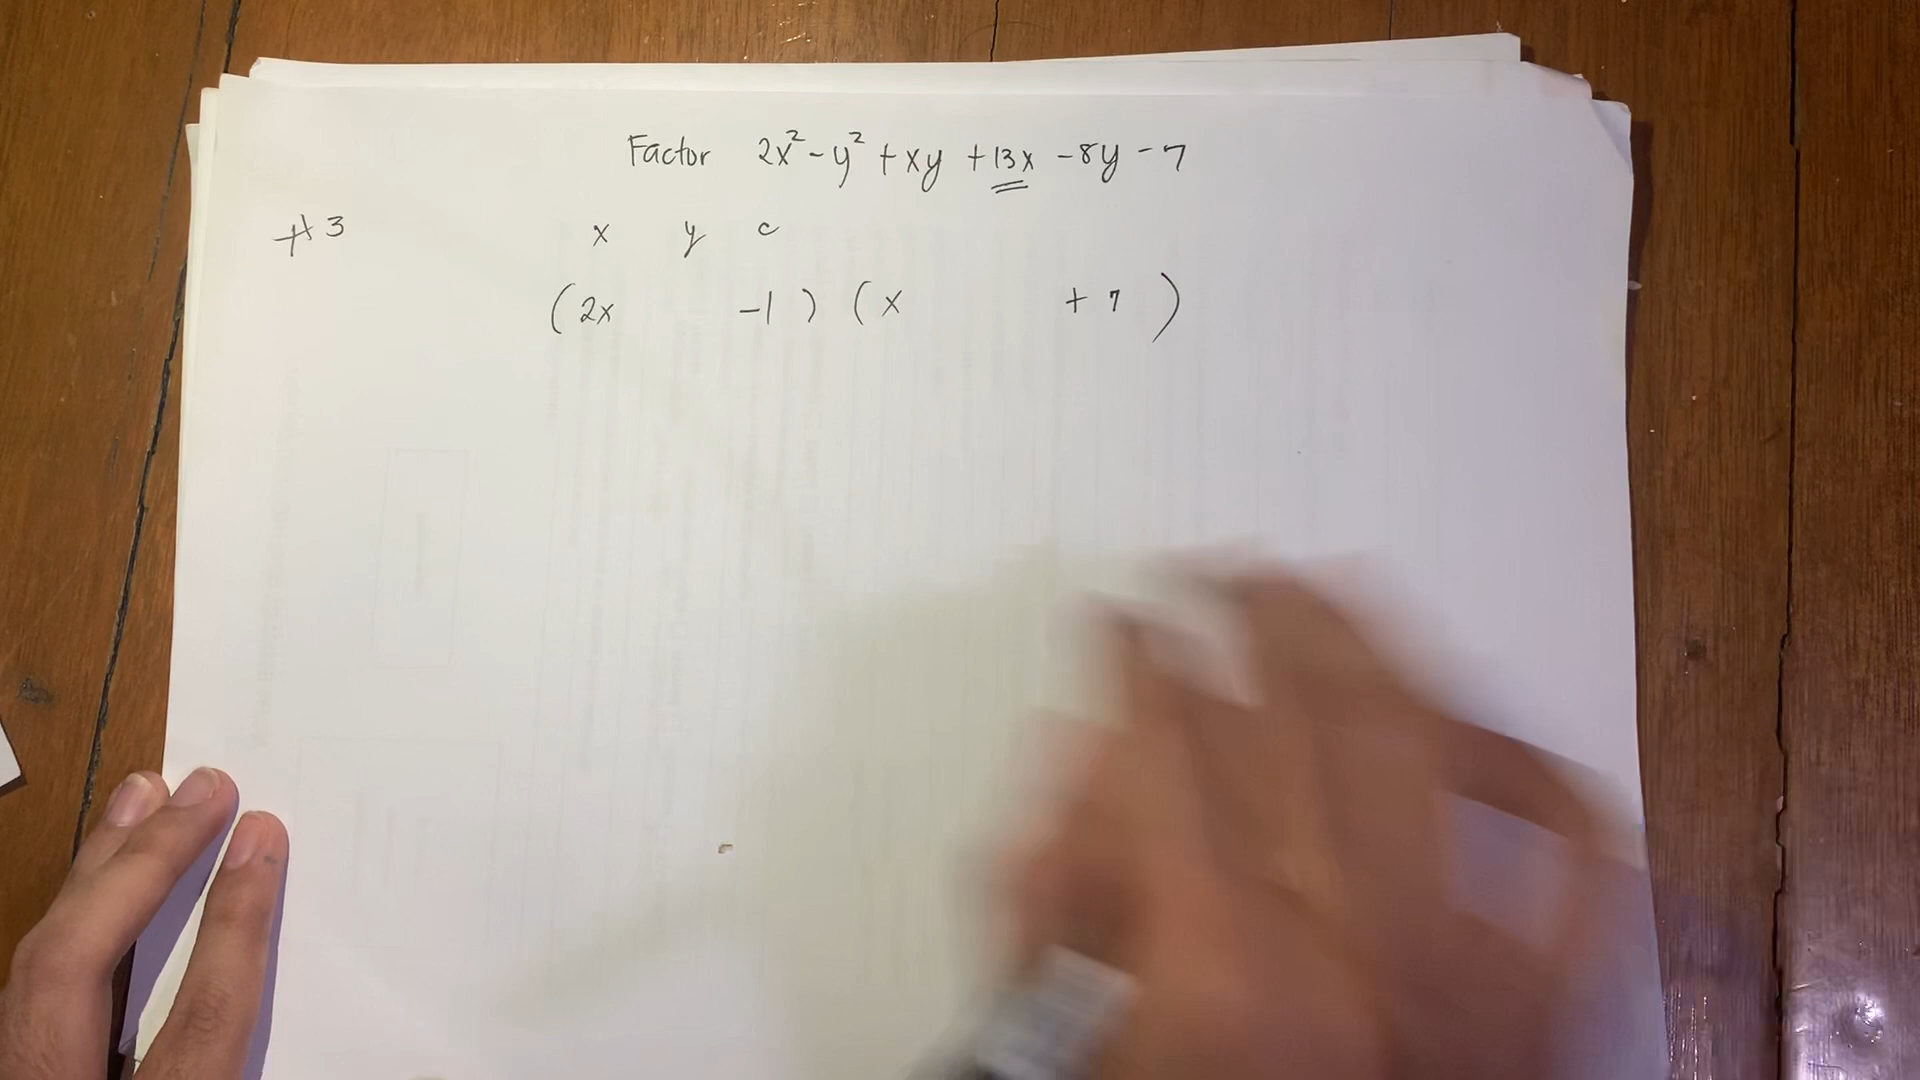 Factor 2x² - y² + xy + 13x - 8y - 7
#3 x y c
(2x -1) (x + 7)